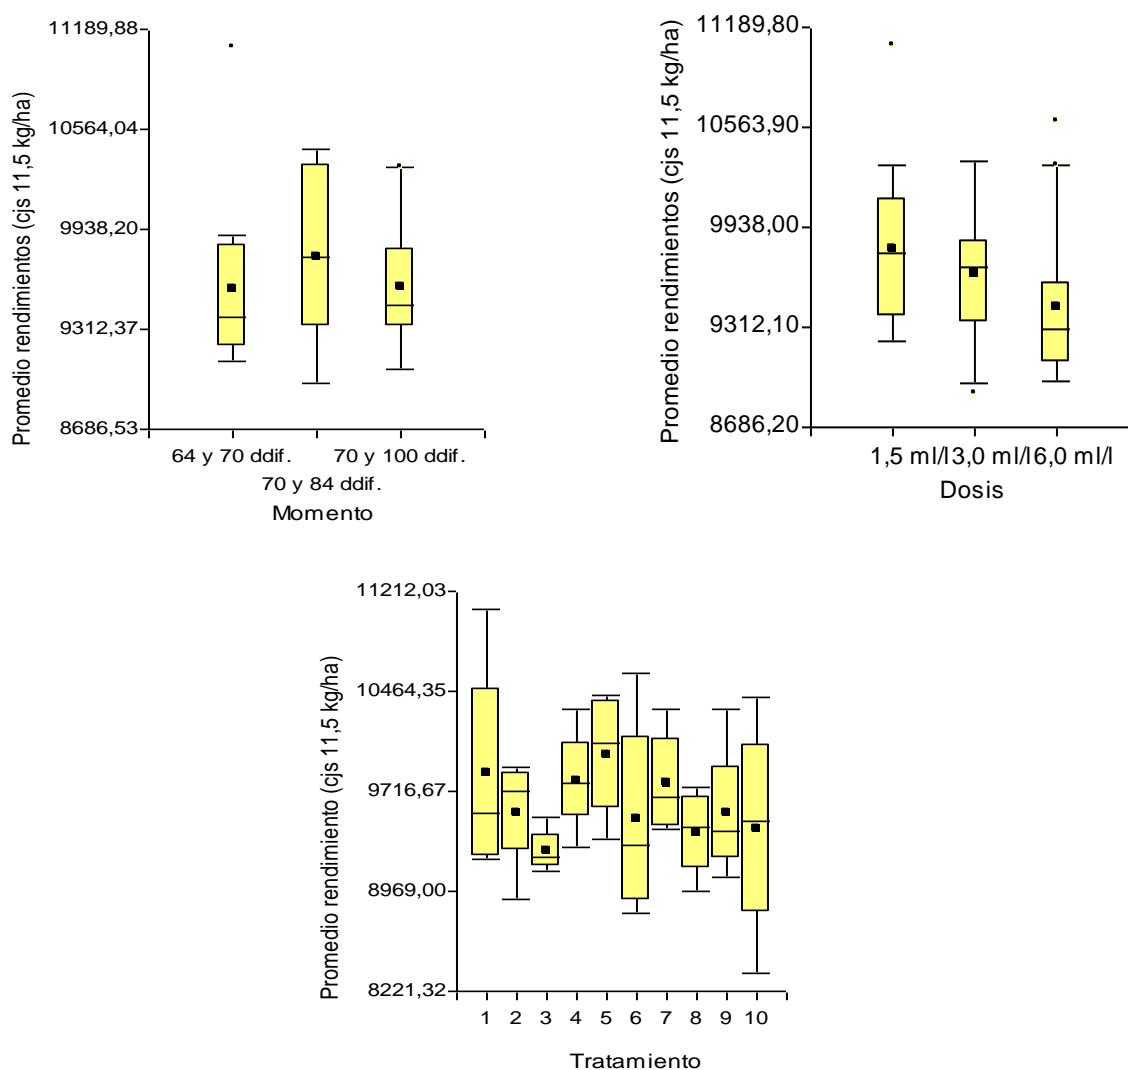 11189,88
10564,04
9938,20
9312,37
8686,53
Promedio rendimientos (cjs 11,5 kg/ha)
64 y 70 ddif.
70 y 100 ddif.
70 y 84 ddif.
Momento
11189,80
10563,90
9938,00
9312,10
8686,20
Promedio rendimientos (cjs 11,5 kg/ha)
1,5 ml/l 3,0 ml/l 6,0 ml/l
Dosis
11212,03
10464,35
9716,67
8969,00
8221,32
Promedio rendimiento (cjs 11,5 kg/ha)
1 2 3 4 5 6 7 8 9 10
Tratamiento